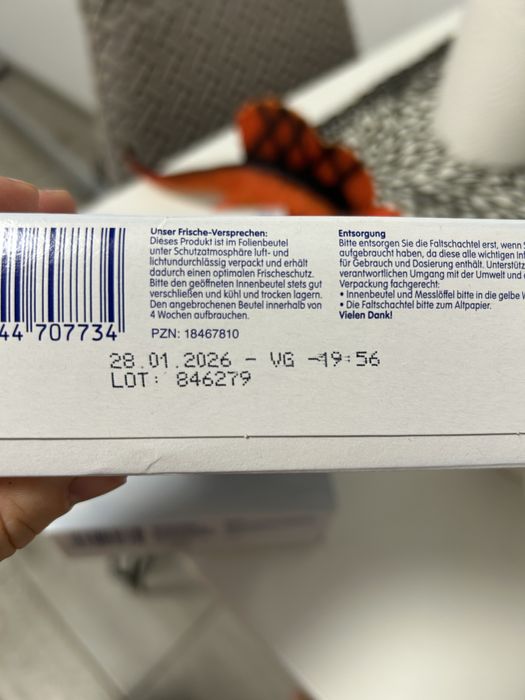 44 707734
Unser Frische-Versprechen:
Dieses Produkt ist im Folienbeutel
unter Schutzatmosphäre luft- und
lichtundurchlässig verpackt und erhält
dadurch einen optimalen Frischeschutz.
Bitte den geöffneten Innenbeutel stets gut
verschließen und kühl und trocken lagern.
Den angebrochenen Beutel innerhalb von
4 Wochen aufbrauchen.
PZN: 18467810
Entsorgung
Bitte entsorgen Sie die Faltschachtel erst, wenn
aufgebraucht haben, da diese alle wichtigen
für Gebrauch und Dosierung enthält.
verantwortlichen Umgang mit der Umwelt und
Verpackung fachgerecht:
• Innenbeutel und Messlöffel bitte in die gelbe
• Die Faltschachtel bitte zum Altpapier.
Vielen Dank!
28.01.2026 - VG -19:56
LOT: 846279